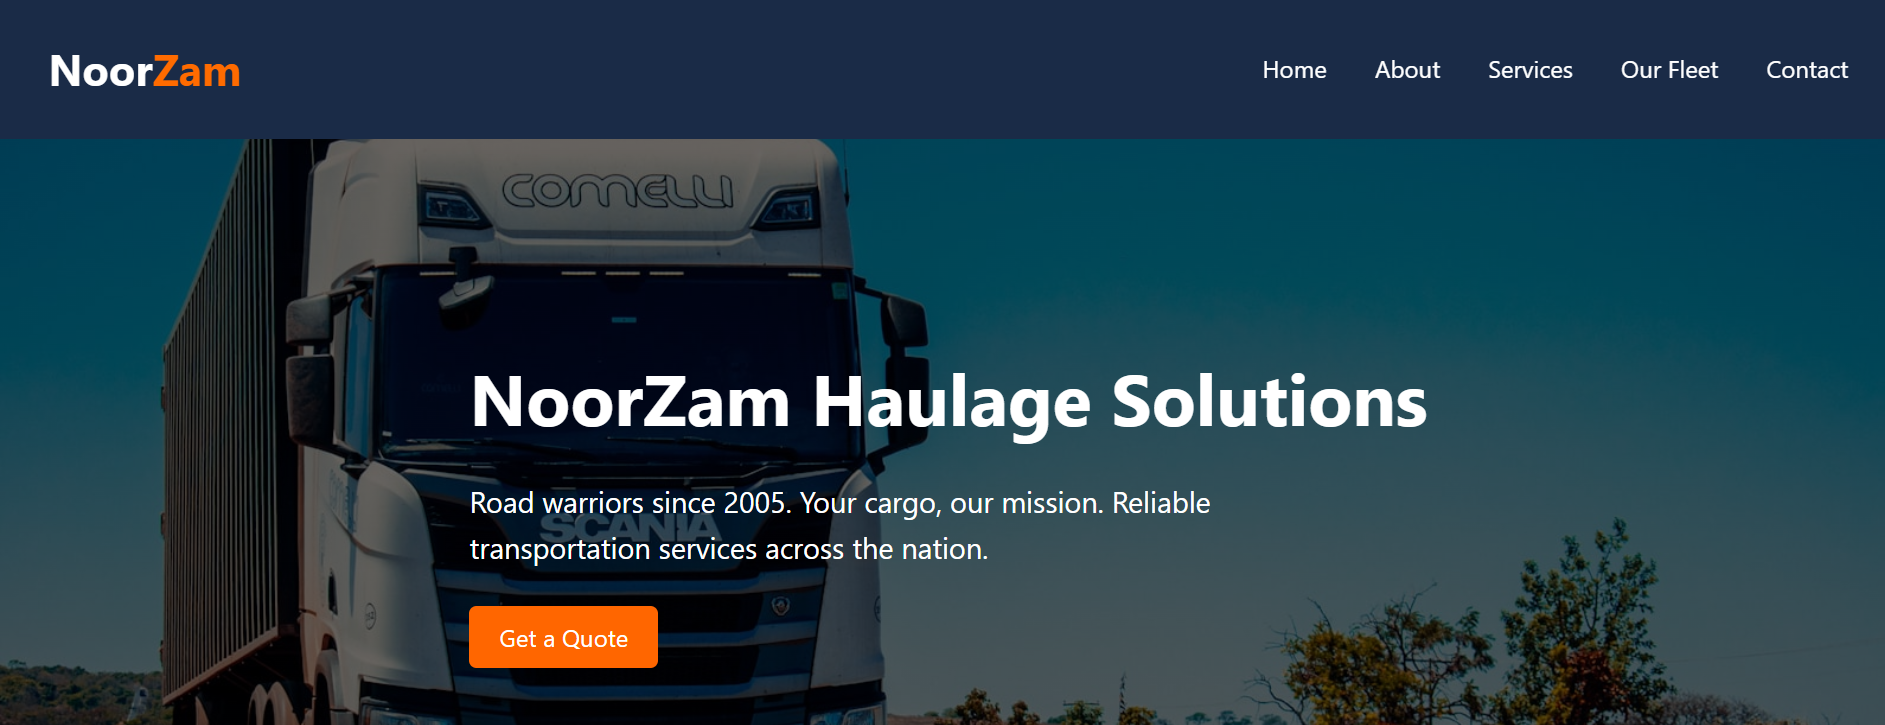 NoorZam
Home About Services Our Fleet Contact
COMELLI
NoorZam Haulage Solutions
Road warriors since 2005. Your cargo, our mission. Reliable
SCANIA
transportation services across the nation.
Get a Quote